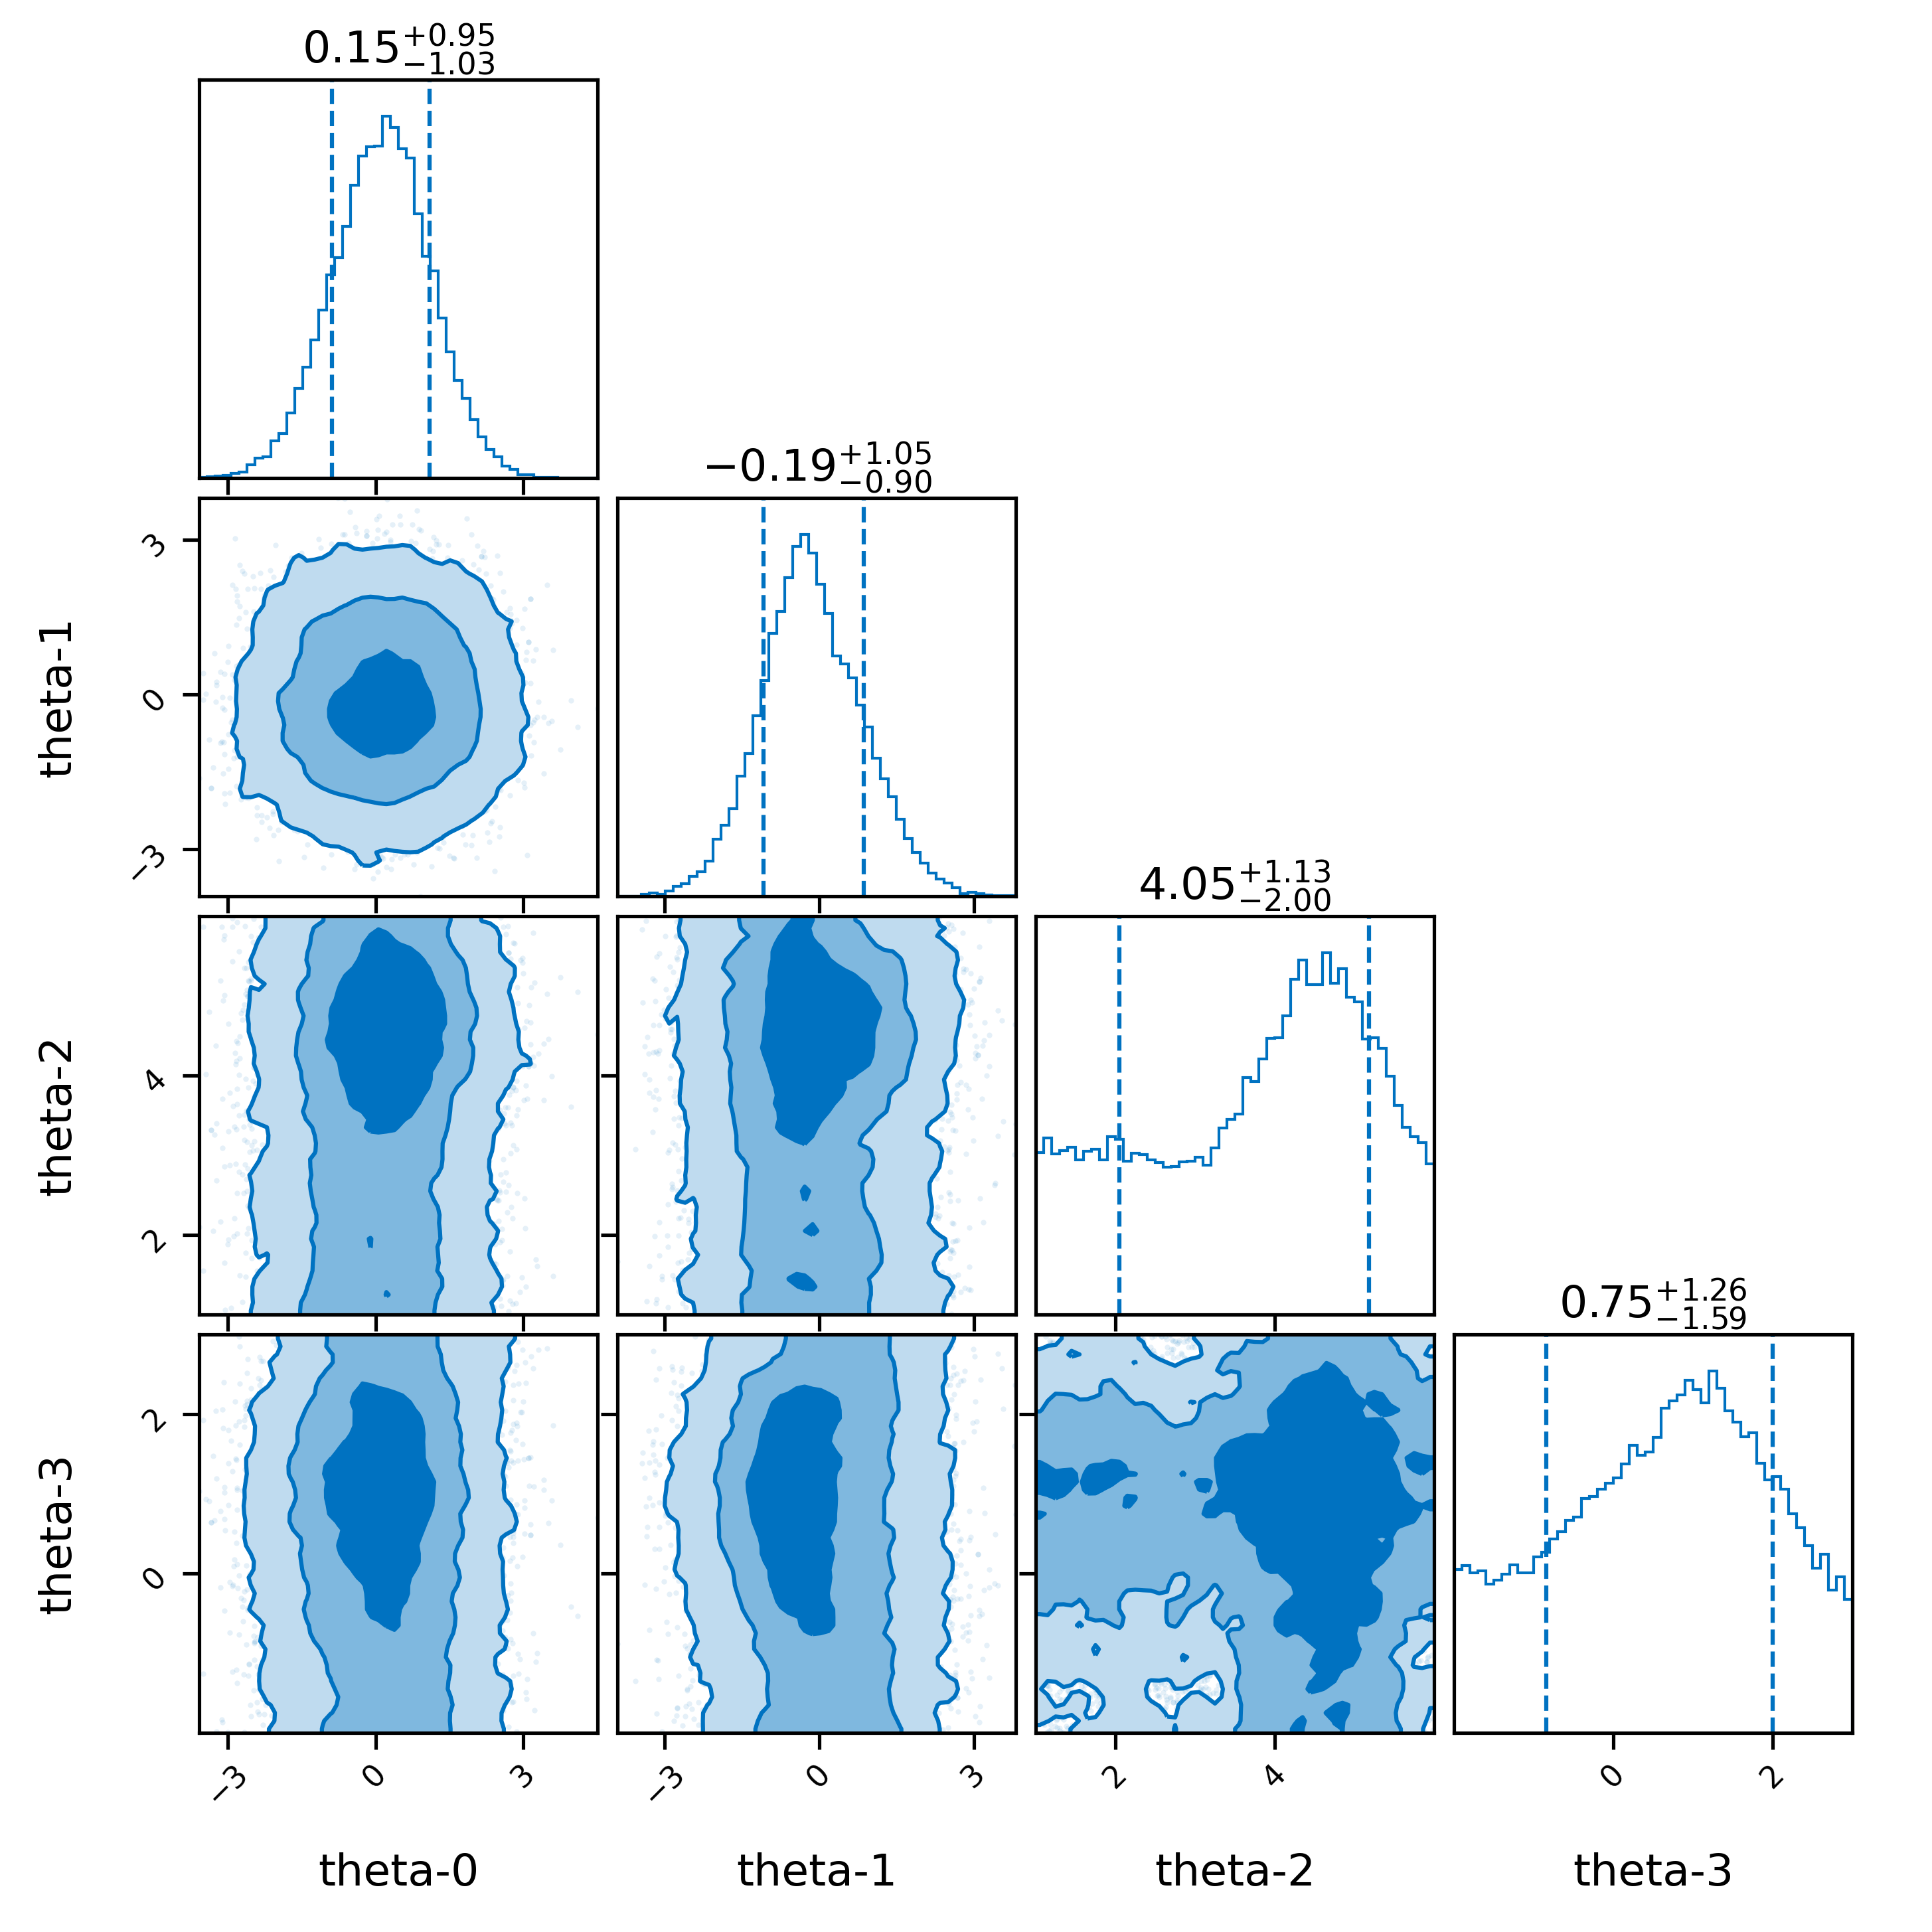 0.15+0.95−1.03
−0.19+1.05−0.90
4.05+1.13−2.00
0.75+1.26−1.59
theta-1
3
0
−3
theta-2
4
2
theta-3
2
0
−3 0 3
−3 0 3
2 4
0 2
theta-0 theta-1 theta-2 theta-3